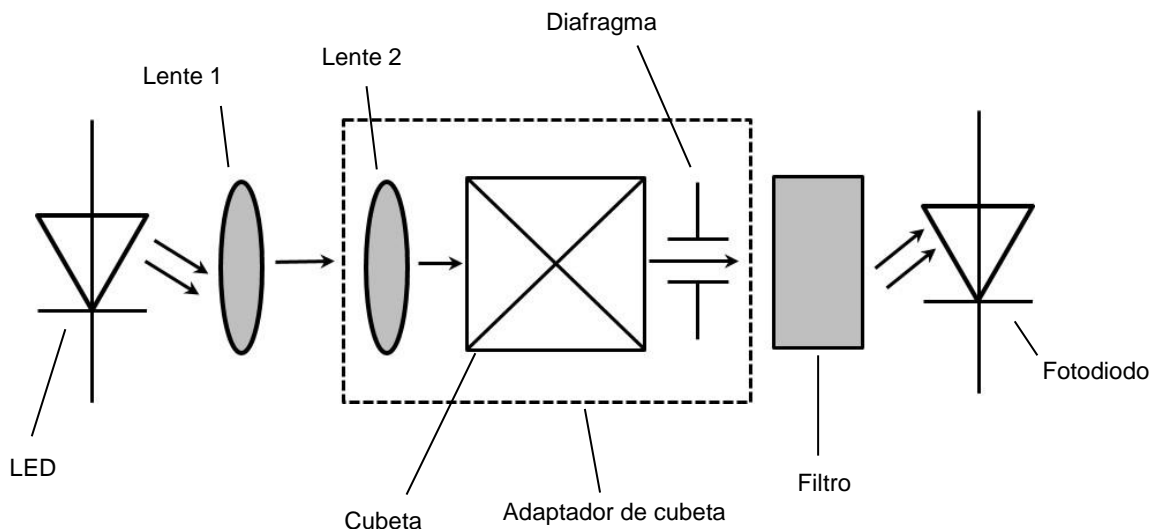 Diafragma
Lente 2
Lente 1
Fotodiodo
LED
Filtro
Adaptador de cubeta
Cubeta